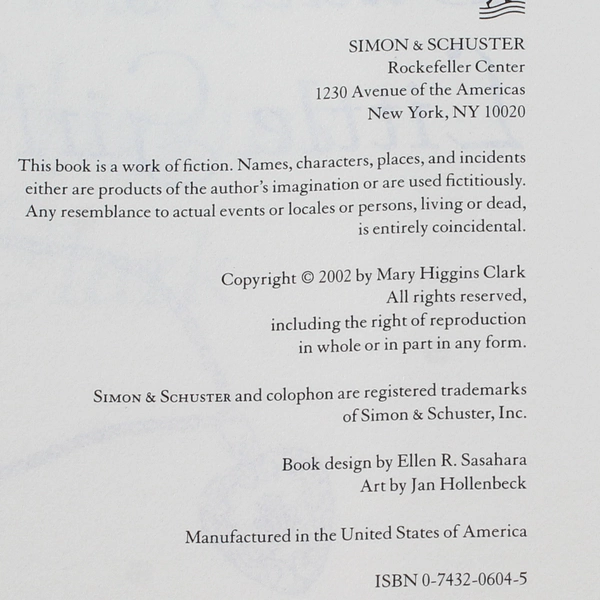 SIMON & SCHUSTER
Rockefeller Center
1230 Avenue of the Americas
New York, NY 10020
This book is a work of fiction. Names, characters, places, and incidents
either are products of the author's imagination or are used fictitiously.
Any resemblance to actual events or locales or persons, living or dead,
is entirely coincidental.
Copyright © 2002 by Mary Higgins Clark
All rights reserved,
including the right of reproduction
in whole or in part in any form.
SIMON & SCHUSTER and colophon are registered trademarks
of Simon & Schuster, Inc.
Book design by Ellen R. Sasahara
Art by Jan Hollenbeck
Manufactured in the United States of America
ISBN 0-7432-0604-5